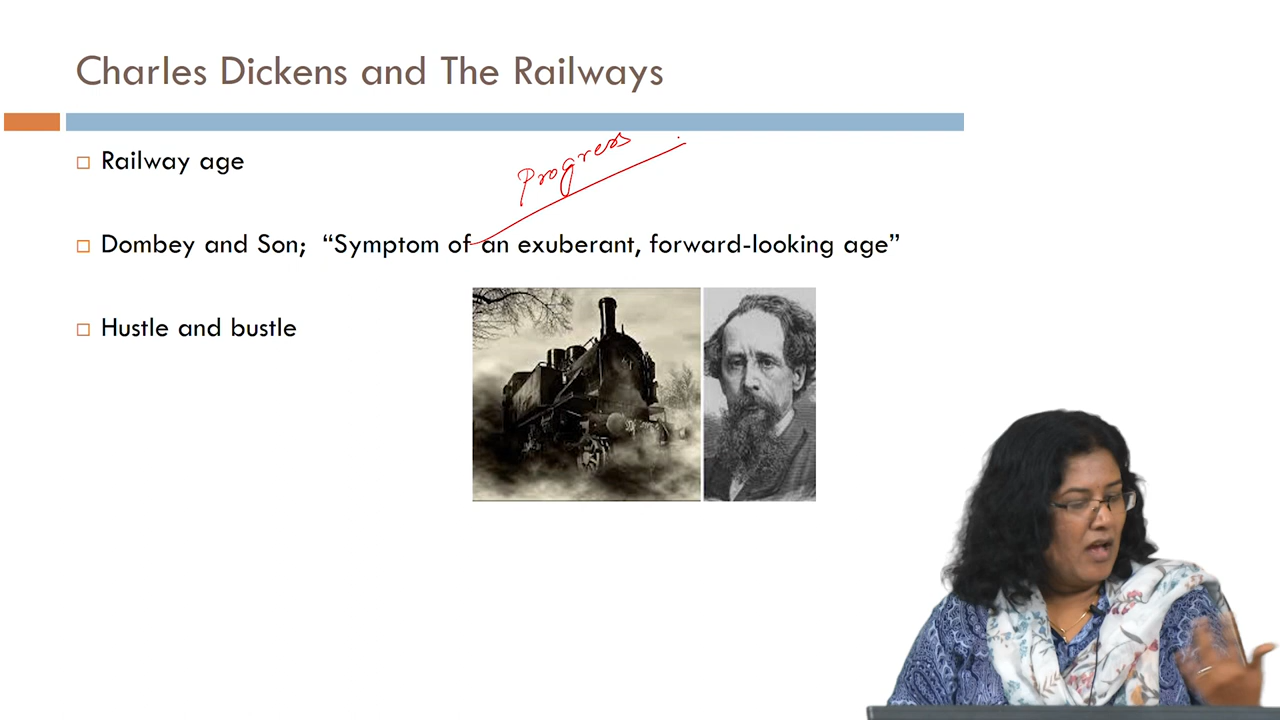 Charles Dickens and The Railways
Progress
Railway age
Dombey and Son; “Symptom of an exuberant, forward-looking age”
Hustle and bustle